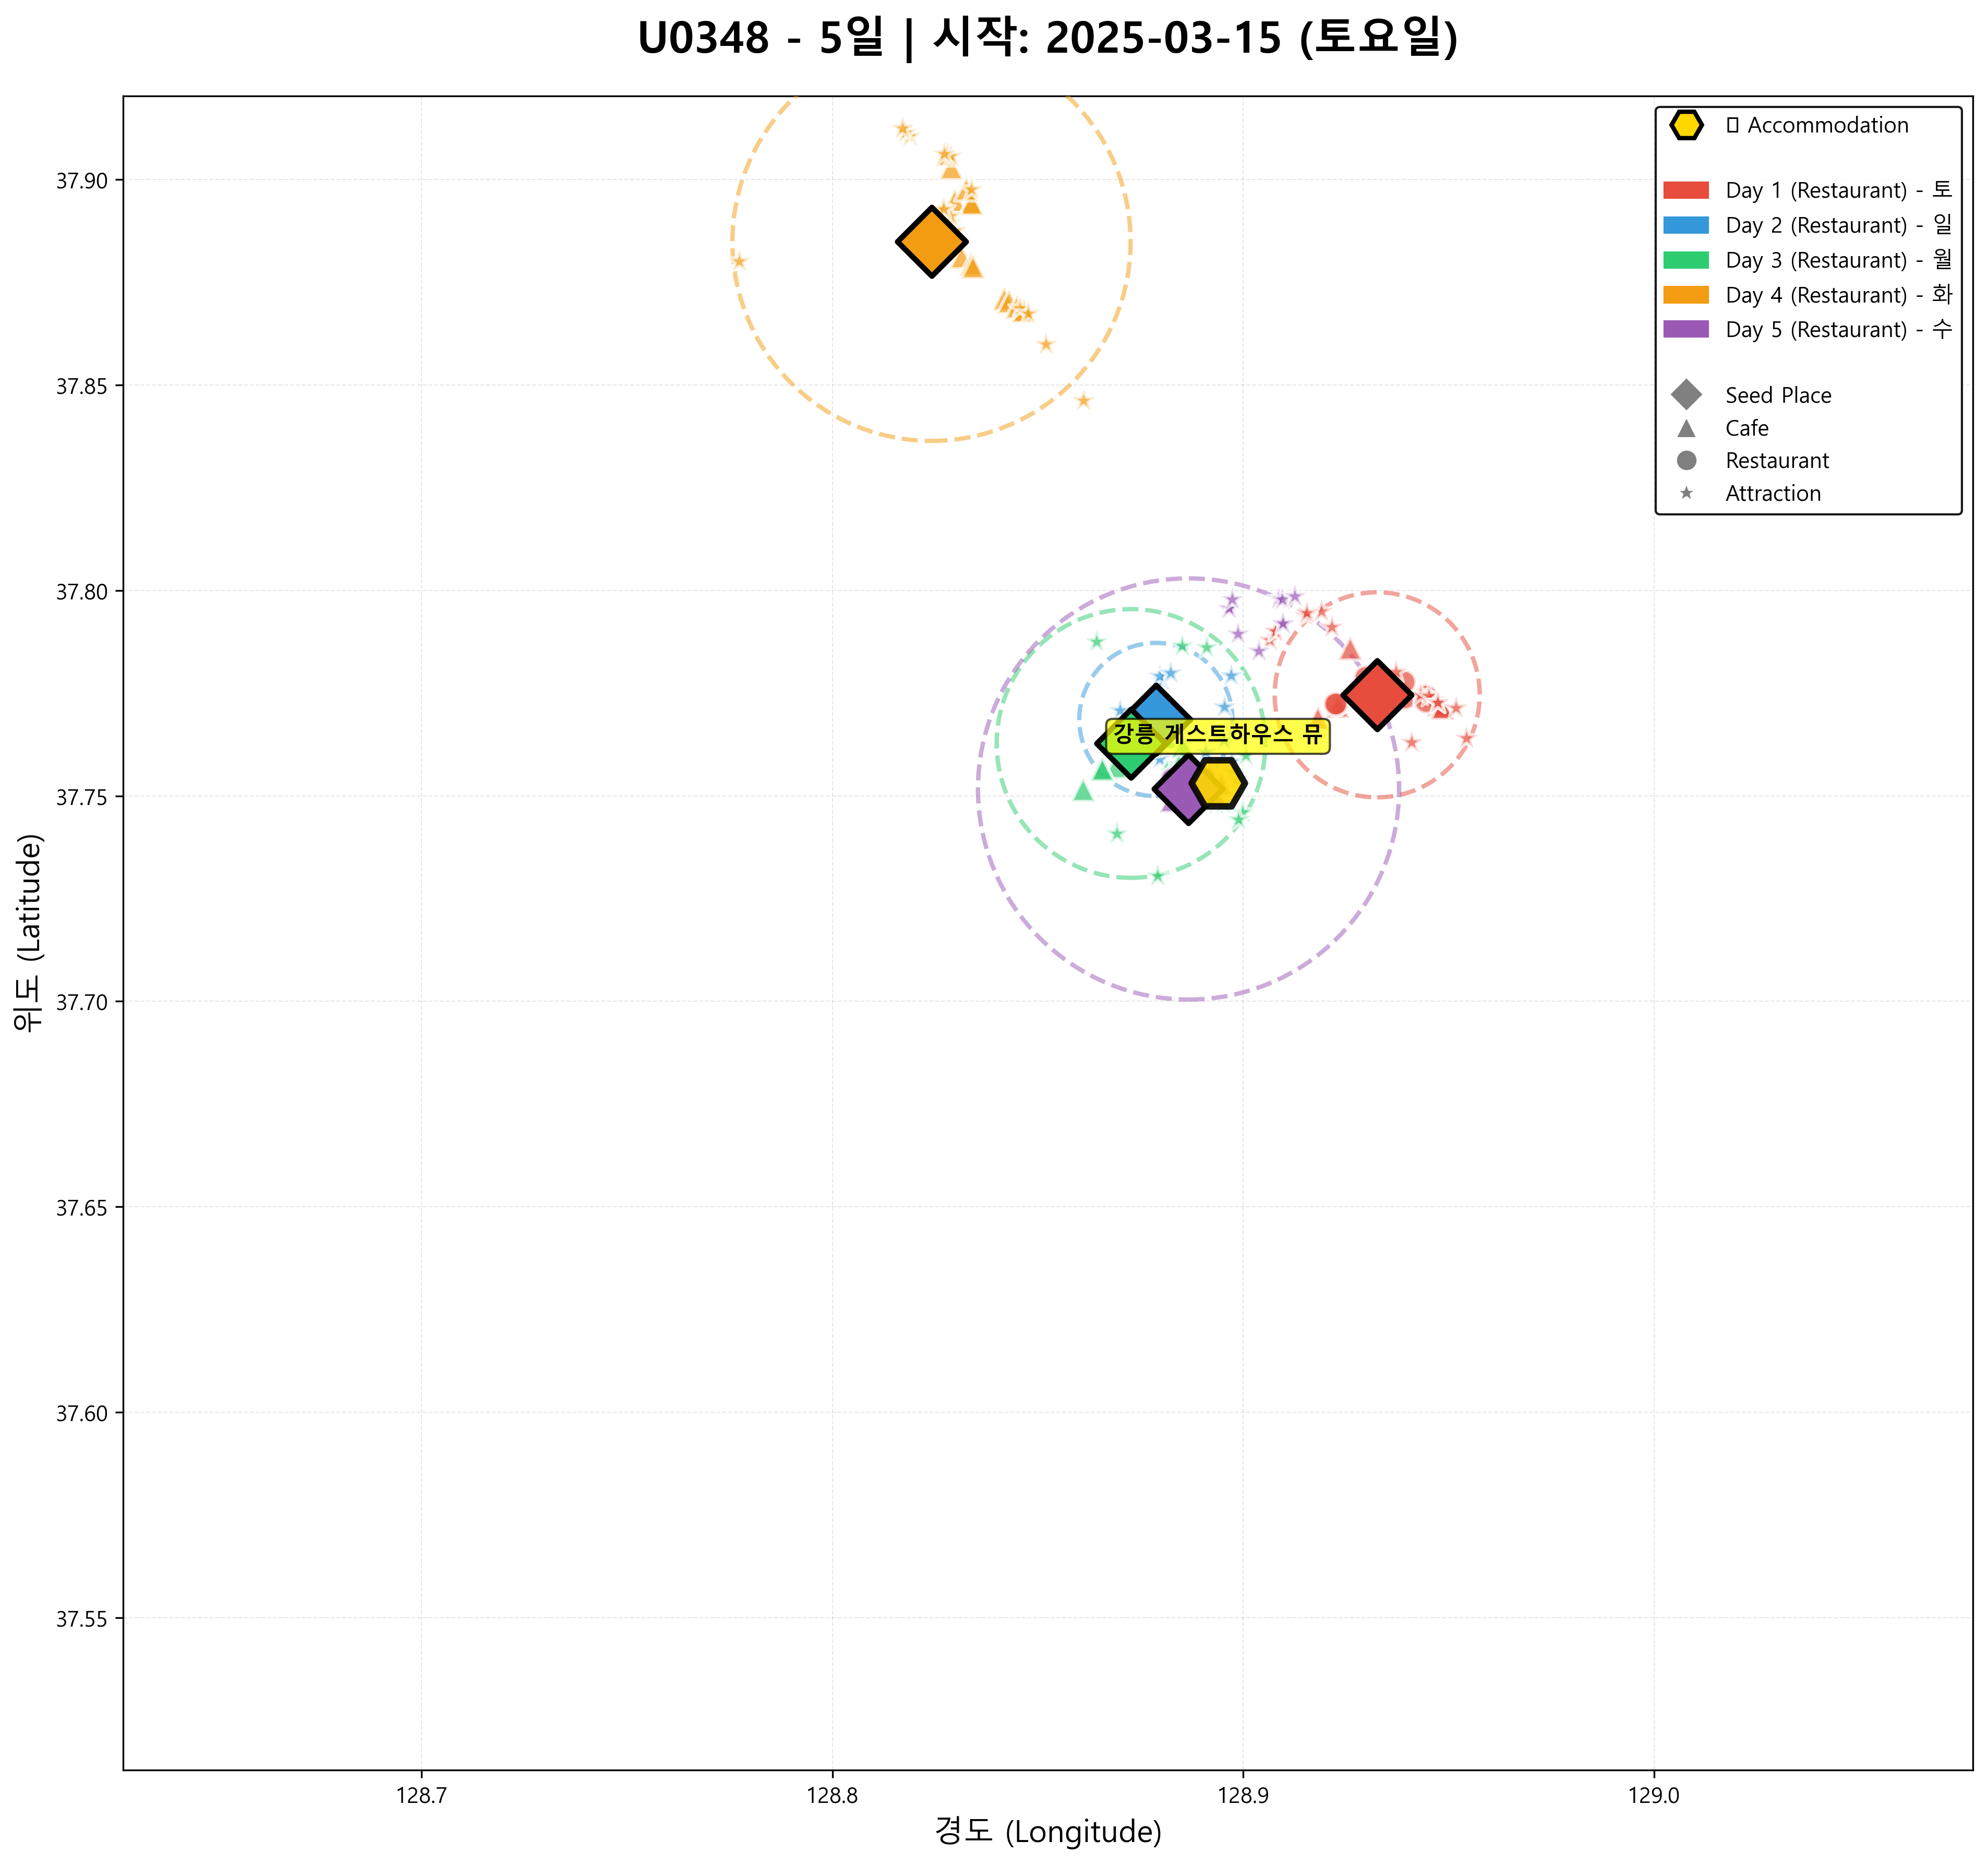 U0348 - 5일 | 시작: 2025-03-15 (토요일)
Accommodation
Day 1 (Restaurant) - 토
Day 2 (Restaurant) - 일
Day 3 (Restaurant) - 월
Day 4 (Restaurant) - 화
Day 5 (Restaurant) - 수
Seed Place
Cafe
Restaurant
Attraction
37.90
37.85
37.80
37.75
37.70
37.65
37.60
37.55
위도 (Latitude)
강릉 게스트하우스 뮤
128.7
128.8
128.9
129.0
경도 (Longitude)